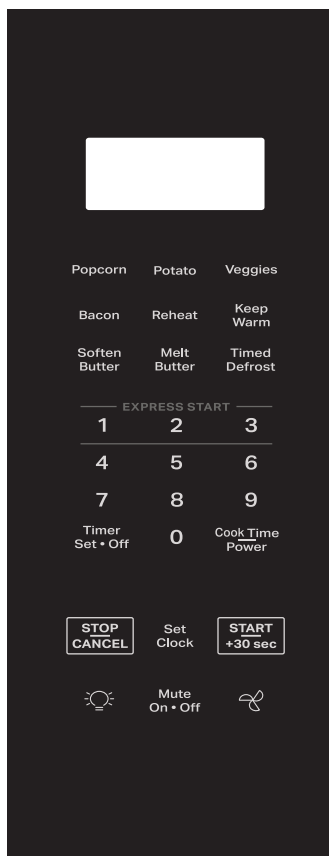 Popcorn Potato Veggies
Bacon Reheat Keep Warm
Soften Butter Melt Butter Timed Defrost
EXPRESS START
1 2 3
4 5 6
7 8 9
Timer Set • Off 0 Cook Time Power
STOP CANCEL Set Clock START +30 sec
Mute On • Off